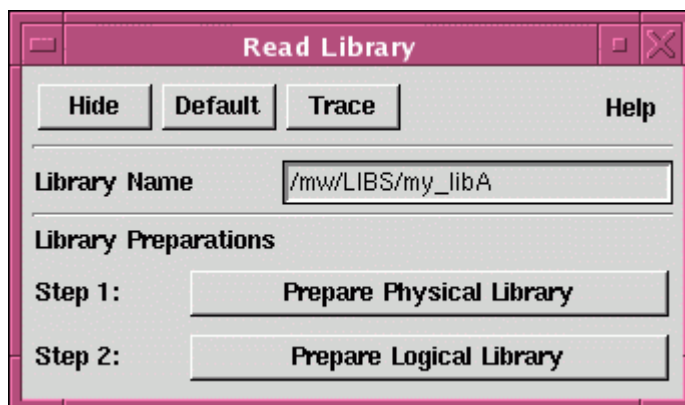 Read Library
Hide Default Trace Help
Library Name /mw/LIBS/my_libA
Library Preparations
Step 1: Prepare Physical Library
Step 2: Prepare Logical Library